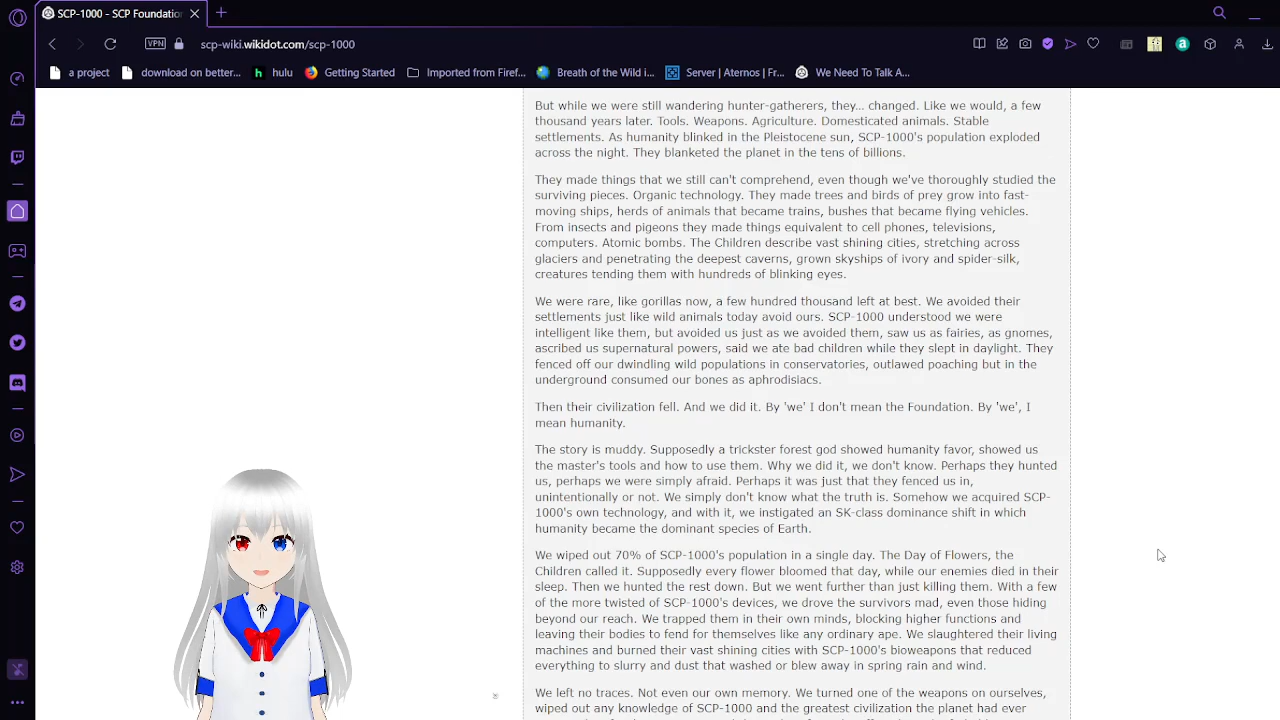 SCP-1000 - SCP Foundation
VPN
scp-wiki.wikidot.com/scp-1000
a project
download on better...
hulu
Getting Started
Imported from Firef...
Breath of the Wild i...
Server | Aternos | Fr...
We Need To Talk A...
But while we were still wandering hunter-gatherers, they… changed. Like we would, a few
thousand years later. Tools. Weapons. Agriculture. Domesticated animals. Stable
settlements. As humanity blinked in the Pleistocene sun, SCP-1000's population exploded
across the night. They blanketed the planet in the tens of billions.
They made things that we still can't comprehend, even though we've thoroughly studied the
surviving pieces. Organic technology. They made trees and birds of prey grow into fast-
moving ships, herds of animals that became trains, bushes that became flying vehicles.
From insects and pigeons they made things equivalent to cell phones, televisions,
computers. Atomic bombs. The Children describe vast shining cities, stretching across
glaciers and penetrating the deepest caverns, grown skyships of ivory and spider-silk,
creatures tending them with hundreds of blinking eyes.
We were rare, like gorillas now, a few hundred thousand left at best. We avoided their
settlements just like wild animals today avoid ours. SCP-1000 understood we were
intelligent like them, but avoided us just as we avoided them, saw us as fairies, as gnomes,
ascribed us supernatural powers, said we ate bad children while they slept in daylight. They
fenced off our dwindling wild populations in conservatories, outlawed poaching but in the
underground consumed our bones as aphrodisiacs.
Then their civilization fell. And we did it. By 'we' I don't mean the Foundation. By 'we', I
mean humanity.
The story is muddy. Supposedly a trickster forest god showed humanity favor, showed us
the master's tools and how to use them. Why we did it, we don't know. Perhaps they hunted
us, perhaps we were simply afraid. Perhaps it was just that they fenced us in,
unintentionally or not. We simply don't know what the truth is. Somehow we acquired SCP-
1000's own technology, and with it, we instigated an SK-class dominance shift in which
humanity became the dominant species of Earth.
We wiped out 70% of SCP-1000's population in a single day. The Day of Flowers, the
Children called it. Supposedly every flower bloomed that day, while our enemies died in their
sleep. Then we hunted the rest down. But we went further than just killing them. With a few
of the more twisted of SCP-1000's devices, we drove the survivors mad, even those hiding
beyond our reach. We trapped them in their own minds, blocking higher functions and
leaving their bodies to fend for themselves like any ordinary ape. We slaughtered their living
machines and burned their vast shining cities with SCP-1000's bioweapons that reduced
everything to slurry and dust that washed or blew away in spring rain and wind.
We left no traces. Not even our own memory. We turned one of the weapons on ourselves,
wiped out any knowledge of SCP-1000 and the greatest civilization the planet had ever